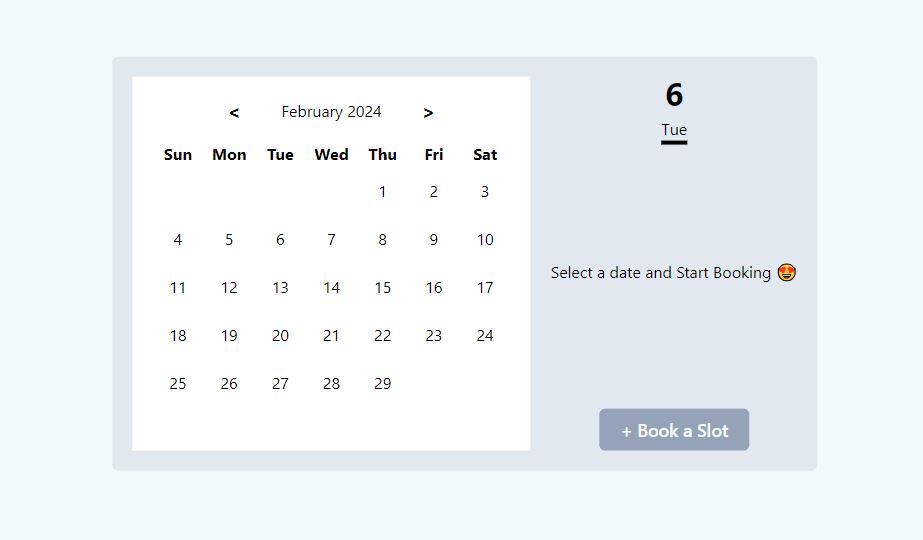 < February 2024 >
Sun Mon Tue Wed Thu Fri Sat
1 2 3
4 5 6 7 8 9 10
11 12 13 14 15 16 17
18 19 20 21 22 23 24
25 26 27 28 29
6
Tue
Select a date and Start Booking 😍
+ Book a Slot